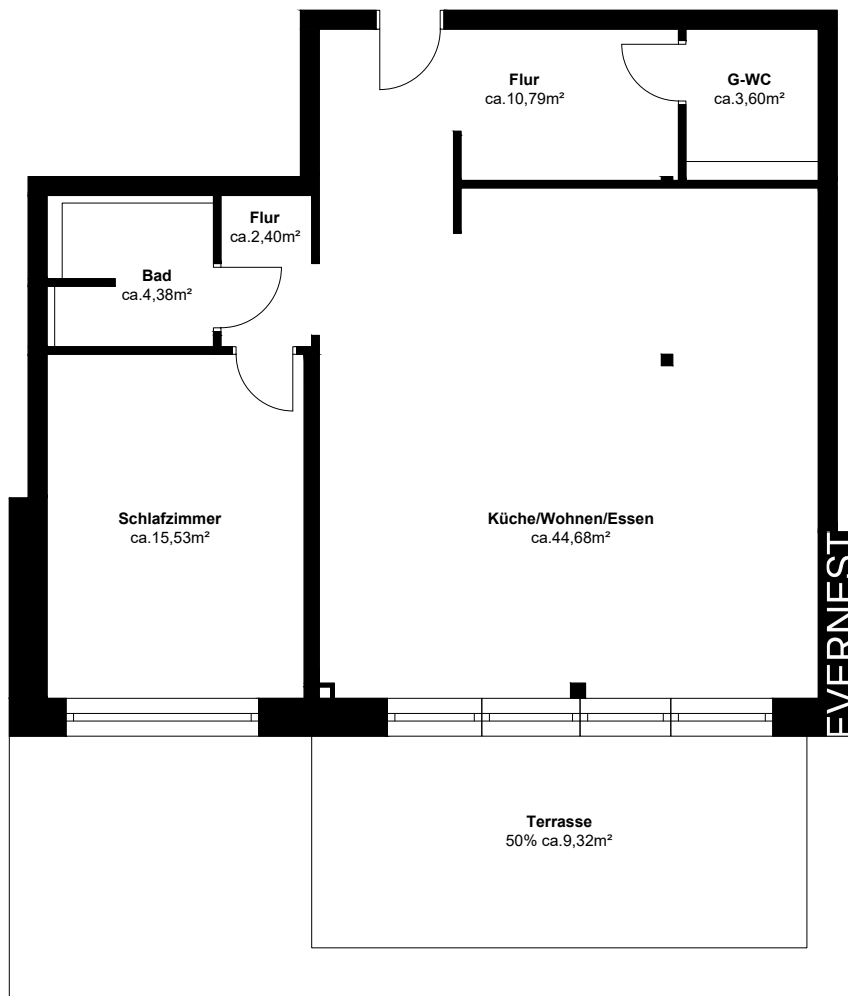 Flur
ca.10,79m²
G-WC
ca.3,60m²
Flur
ca.2,40m²
Bad
ca.4,38m²
Schlafzimmer
ca.15,53m²
Küche/Wohnen/Essen
ca.44,68m²
EVERNEST
Terrasse
50% ca.9,32m²